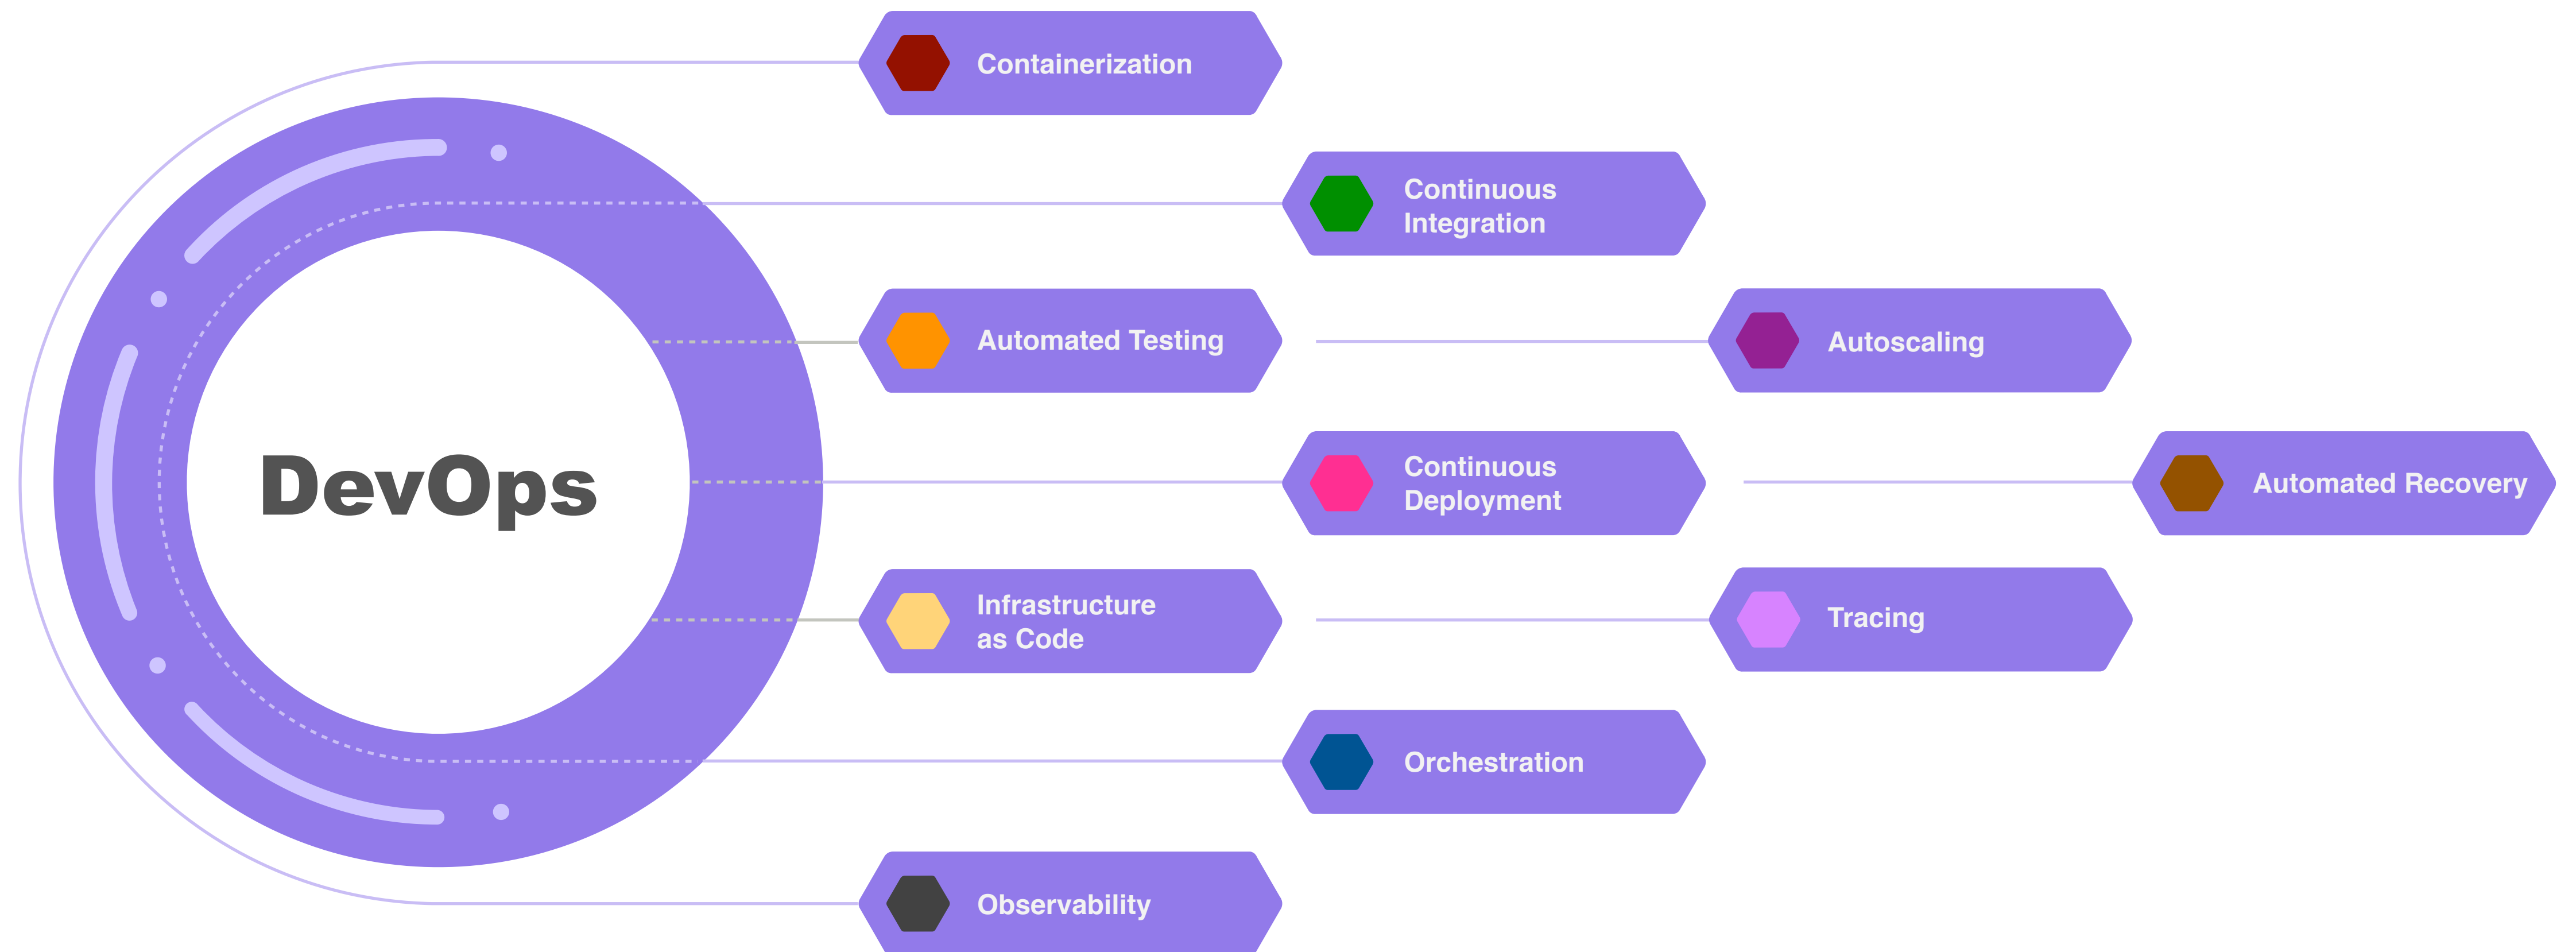 Containerization
Continuous
Integration
Automated Testing
Autoscaling
DevOps
Continuous
Deployment
Automated Recovery
Infrastructure
as Code
Tracing
Orchestration
Observability